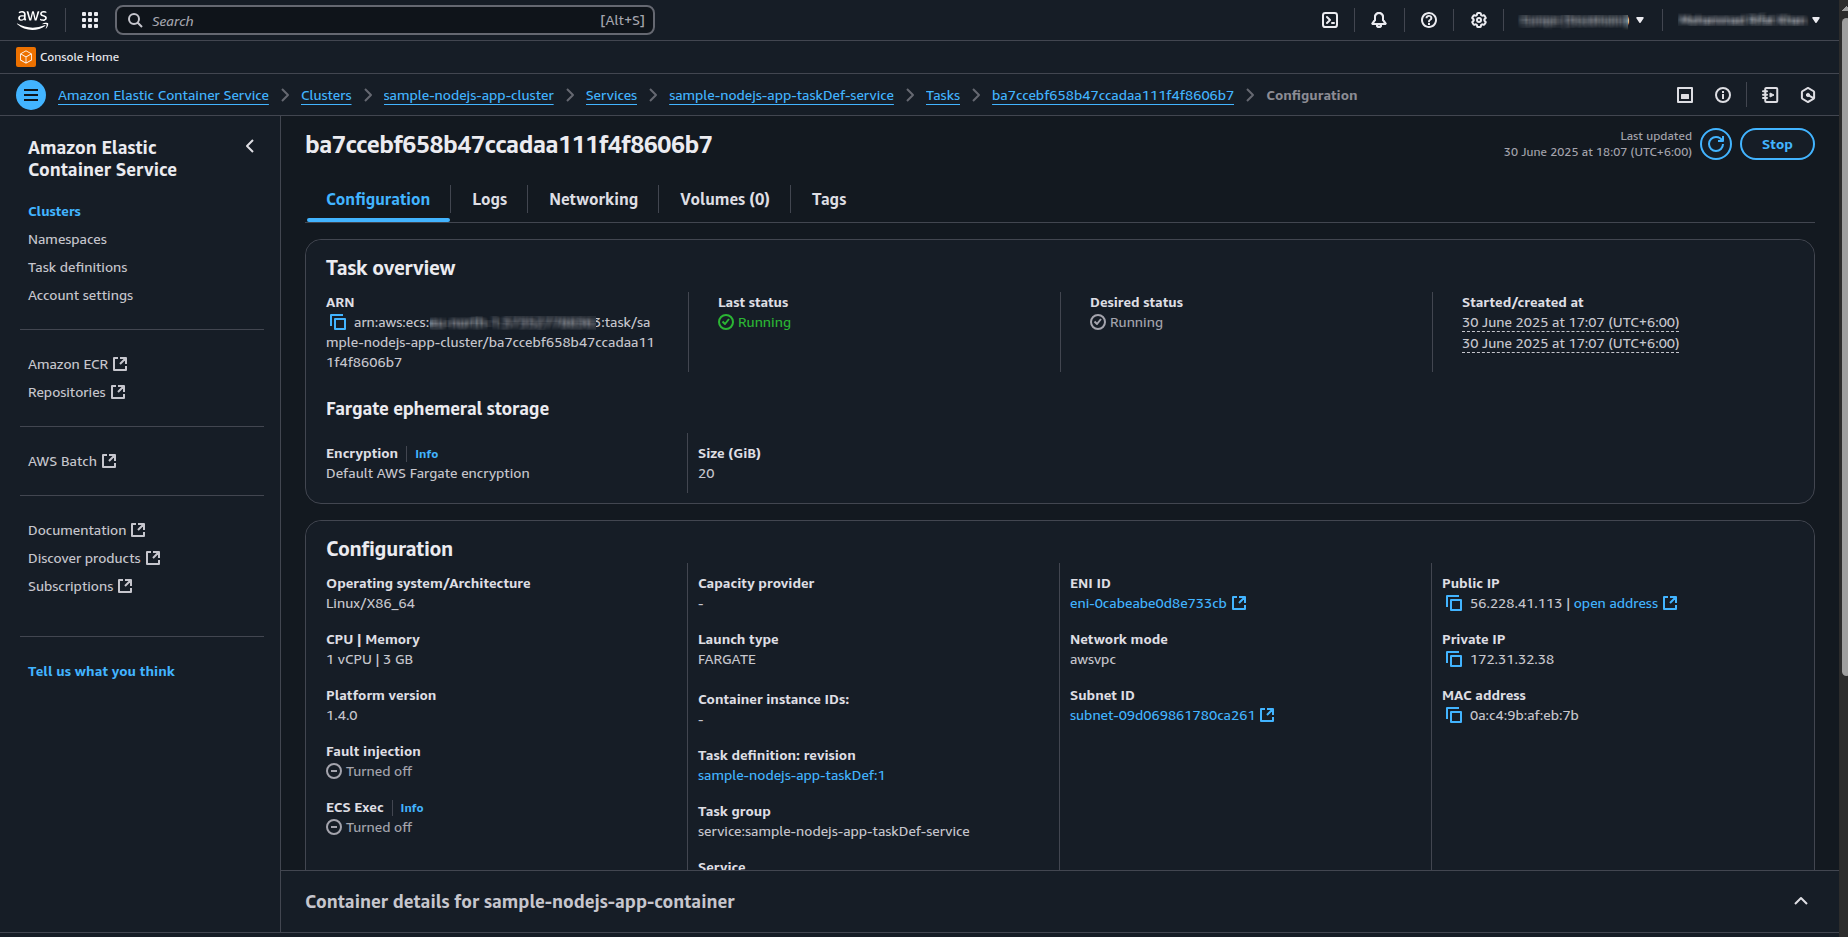 aws
Search [Alt+S]
Console Home
Amazon Elastic Container Service > Clusters > sample-nodejs-app-cluster > Services > sample-nodejs-app-taskDef-service > Tasks > ba7ccebf658b47ccadaa111f4f8606b7 > Configuration
Amazon Elastic
Container Service
Clusters
Namespaces
Task definitions
Account settings
Amazon ECR
Repositories
AWS Batch
Documentation
Discover products
Subscriptions
Tell us what you think
ba7ccebf658b47ccadaa111f4f8606b7
Last updated
30 June 2025 at 18:07 (UTC+6:00)
Stop
Configuration
Logs
Networking
Volumes (0)
Tags
Task overview
ARN
arn:aws:ecs: 3:task/sa
mple-nodejs-app-cluster/ba7ccebf658b47ccadaa11
1f4f8606b7
Last status
Running
Desired status
Running
Started/created at
30 June 2025 at 17:07 (UTC+6:00)
30 June 2025 at 17:07 (UTC+6:00)
Fargate ephemeral storage
Encryption Info
Default AWS Fargate encryption
Size (GiB)
20
Configuration
Operating system/Architecture
Linux/X86_64
CPU | Memory
1 vCPU | 3 GB
Platform version
1.4.0
Fault injection
Turned off
ECS Exec Info
Turned off
Capacity provider
-
Launch type
FARGATE
Container instance IDs:
-
Task definition: revision
sample-nodejs-app-taskDef:1
Task group
service:sample-nodejs-app-taskDef-service
Service
ENI ID
eni-0cabeabe0d8e733cb
Network mode
awsvpc
Subnet ID
subnet-09d069861780ca261
Public IP
56.228.41.113 | open address
Private IP
172.31.32.38
MAC address
0a:c4:9b:af:eb:7b
Container details for sample-nodejs-app-container